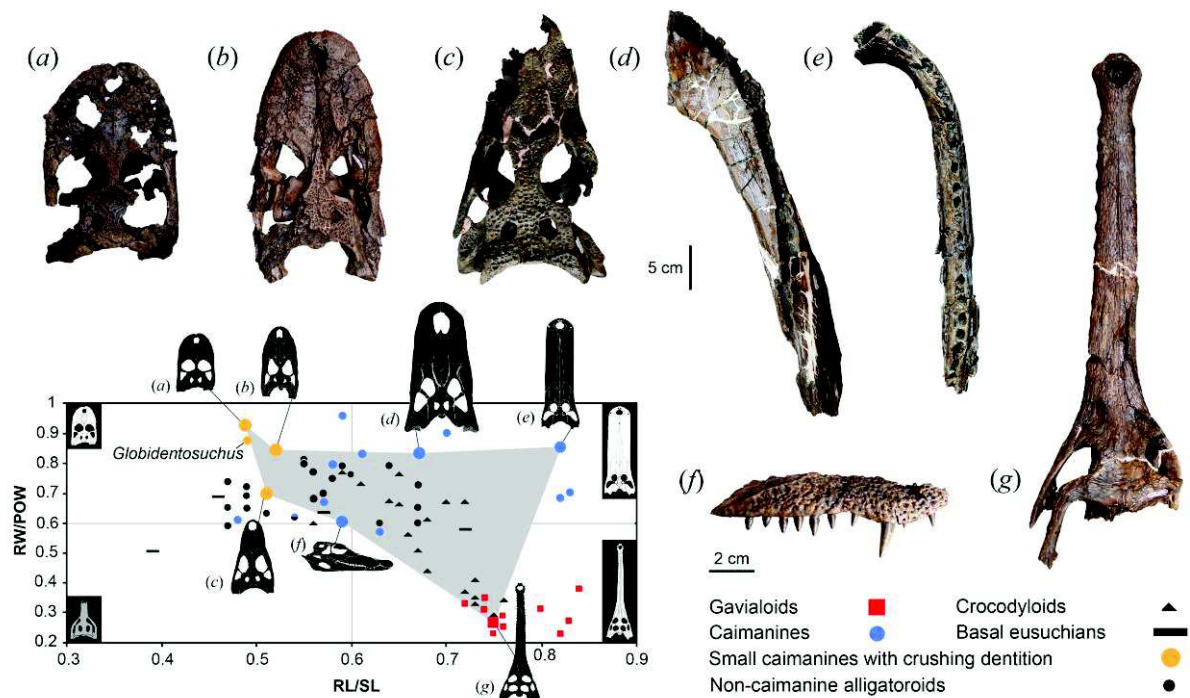 (a)
(b)
(c)
(d)
(e)
5 cm
(a)
(b)
(d)
(e)
1
0.9
0.8
0.7
0.6
0.5
0.4
0.3
0.2
RW/POW
Globidentosuchus
(c)
(f)
(g)
0.3 0.4 0.5 0.6 0.7 0.8 0.9
RL/SL
(f)
(g)
2 cm
Gavialoids
Crocodyloids
Caimanines
Basal eusuchians
Small caimanines with crushing dentition
Non-caimanine alligatoroids